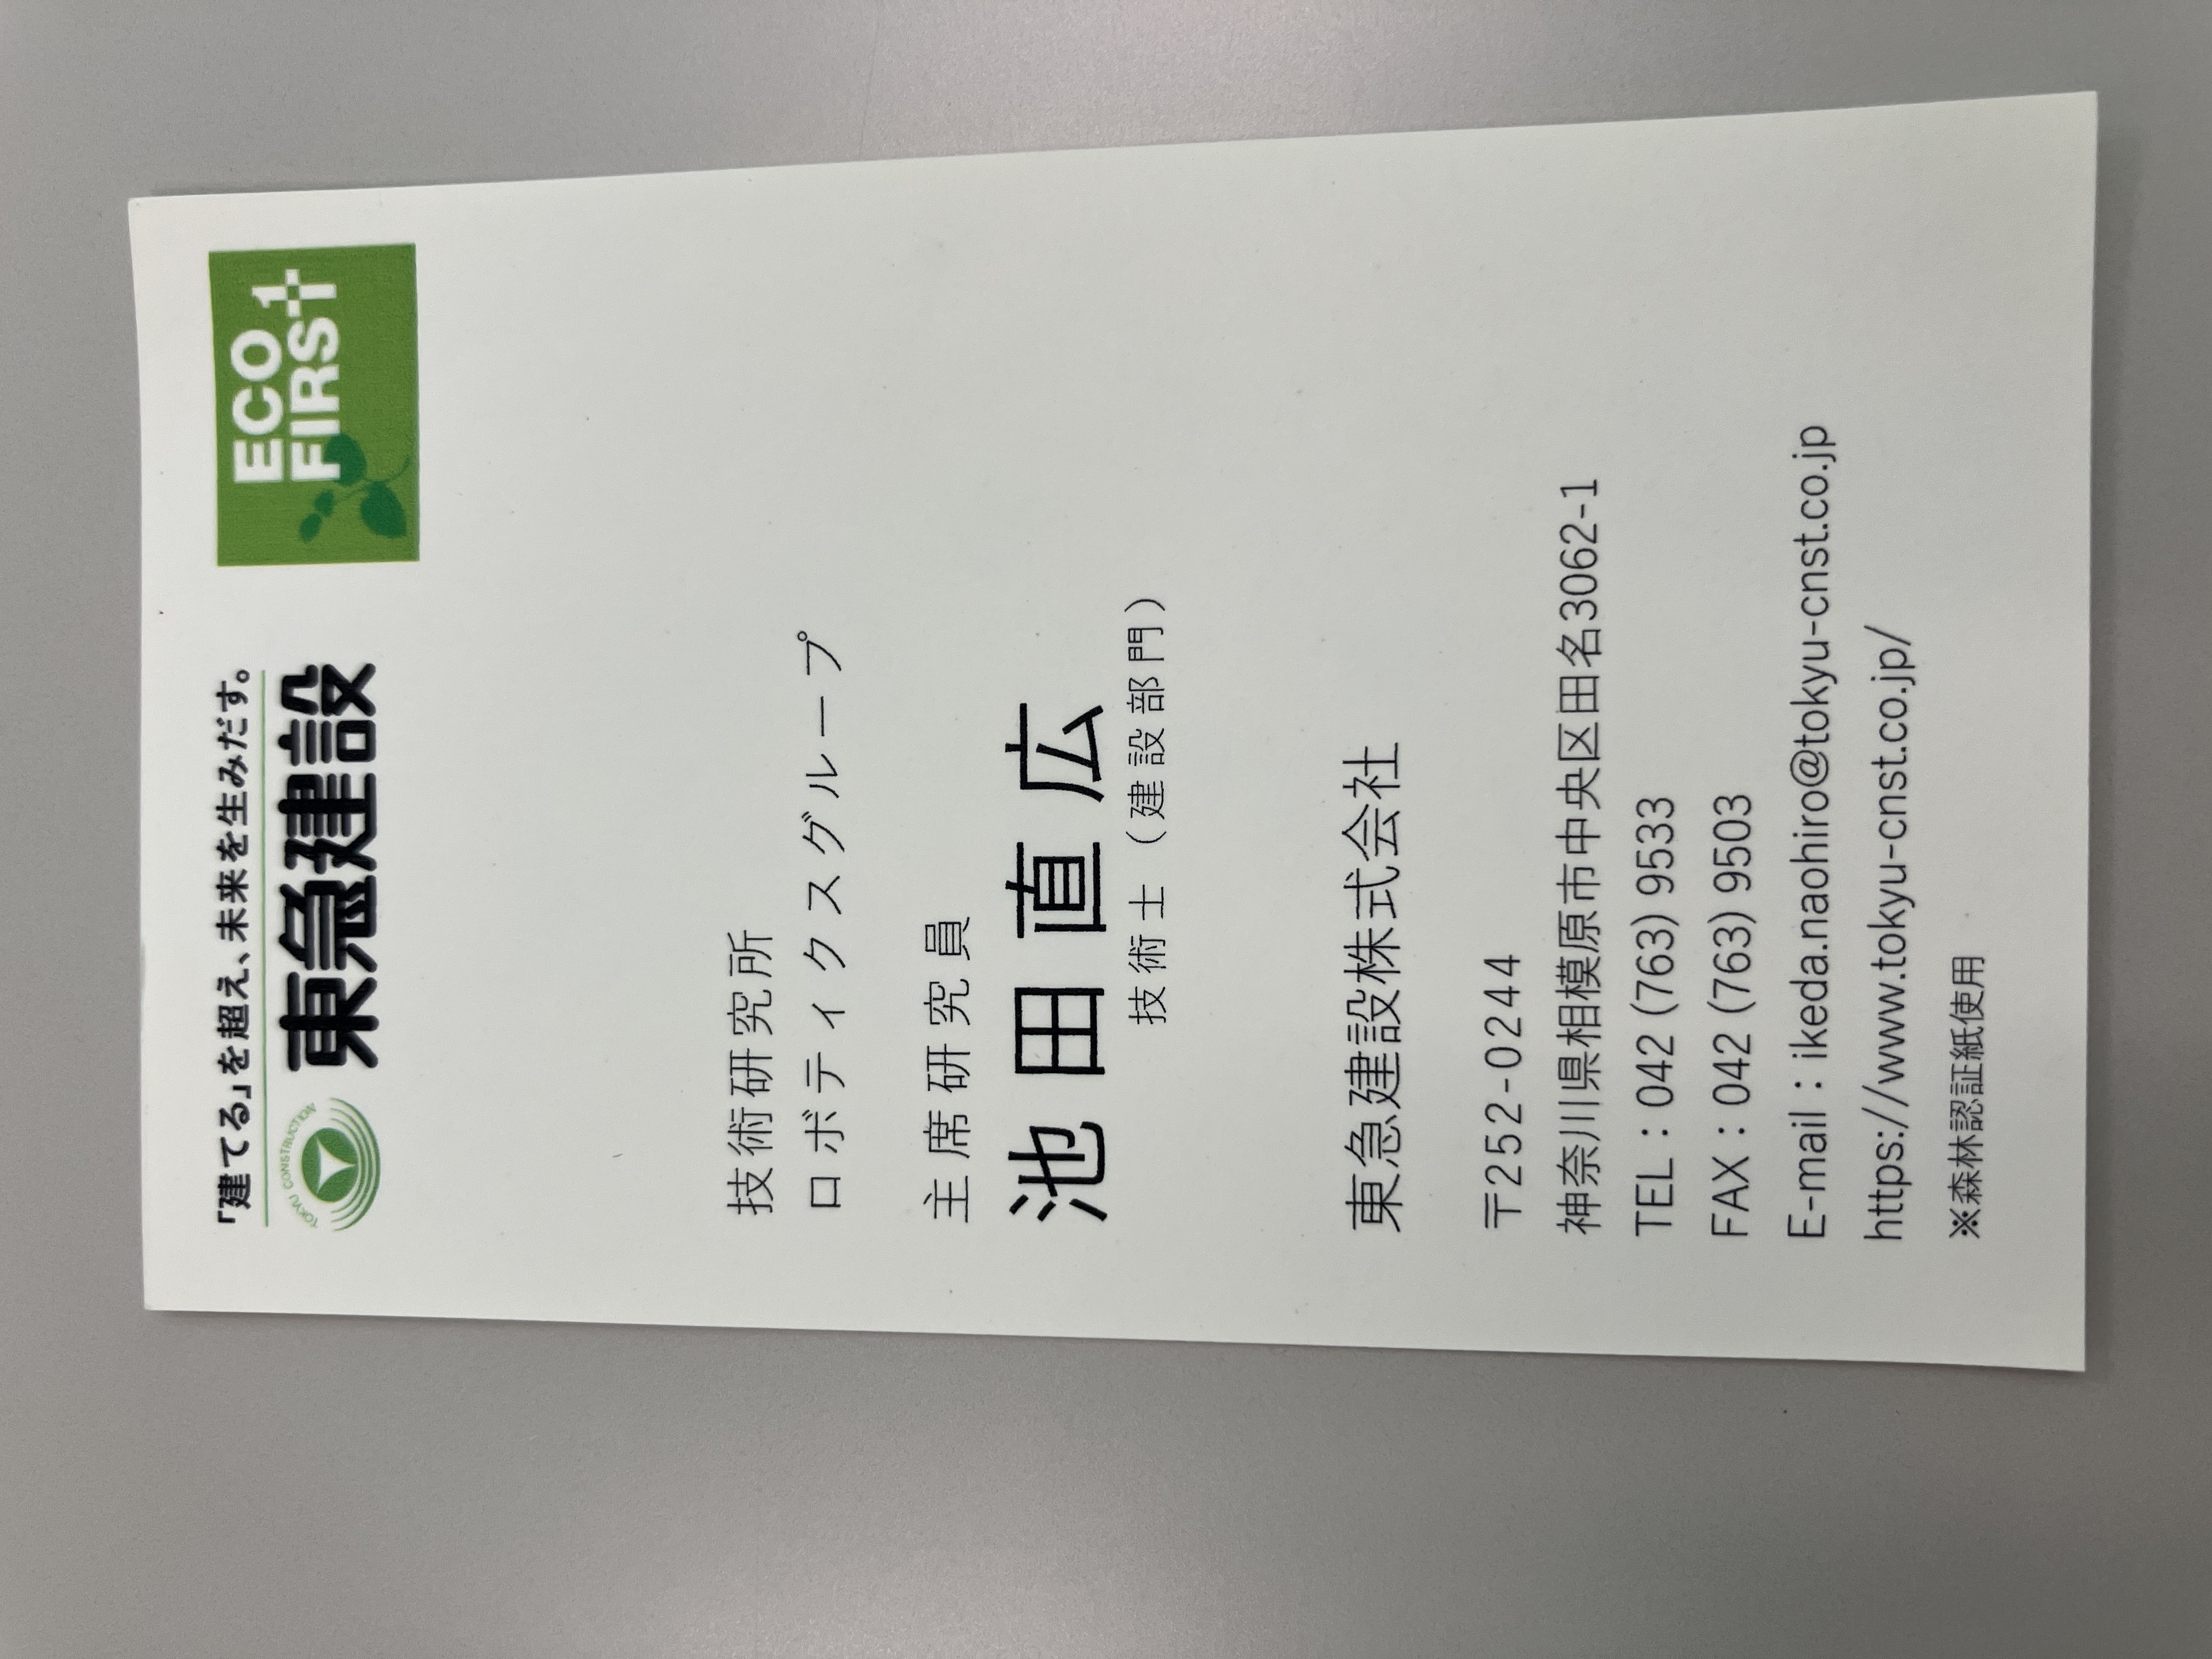 「建てる」を超え、未来を生みだす。
TOKYU CONSTRUCTION
東急建設
ECO
FIRST
1
技術研究所
ロボティクスグループ
主席研究員
池田直広
技術士（建設部門）
東急建設株式会社
〒252-0244
神奈川県相模原市中央区田名3062-1
TEL：042 (763) 9533
FAX：042 (763) 9503
E-mail：ikeda.naohiro@tokyu-cnst.co.jp
https://www.tokyu-cnst.co.jp/
※森林認証紙使用